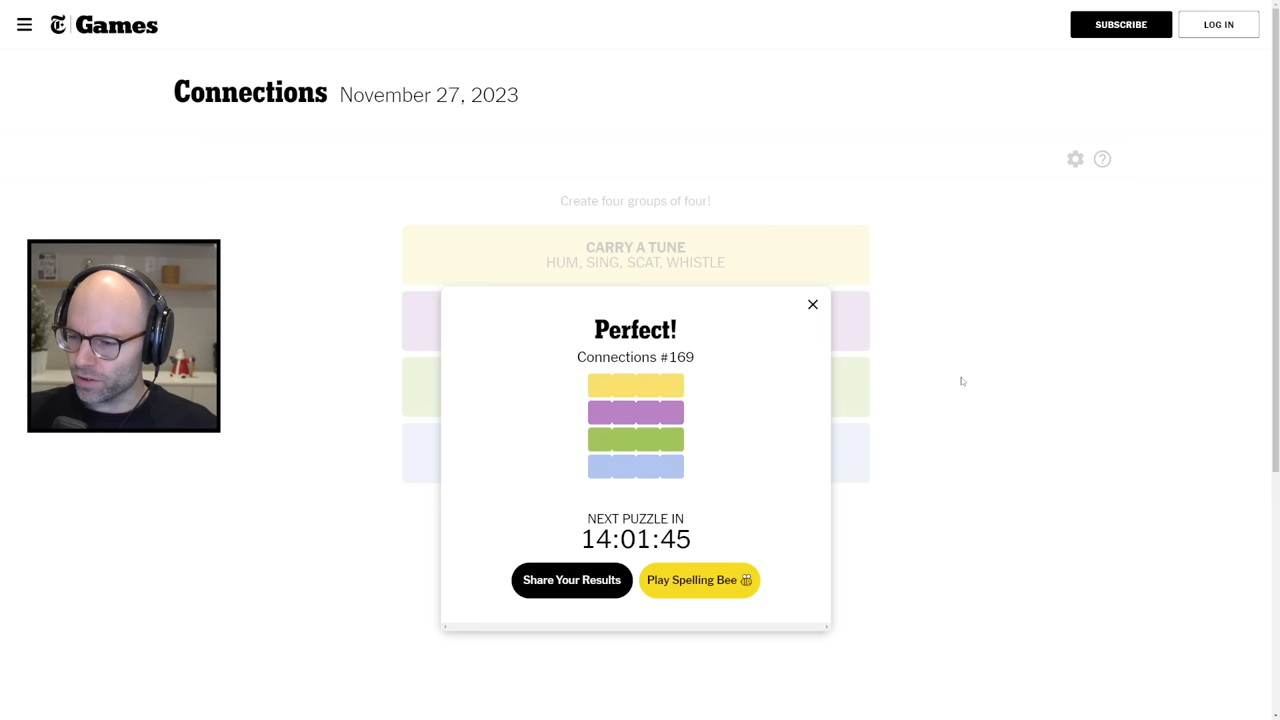 Games
SUBSCRIBE
LOG IN
Connections November 27, 2023
Create four groups of four!
CARRY A TUNE
HUM, SING, SCAT, WHISTLE
Perfect!
Connections #169
NEXT PUZZLE IN
14:01:45
Share Your Results
Play Spelling Bee